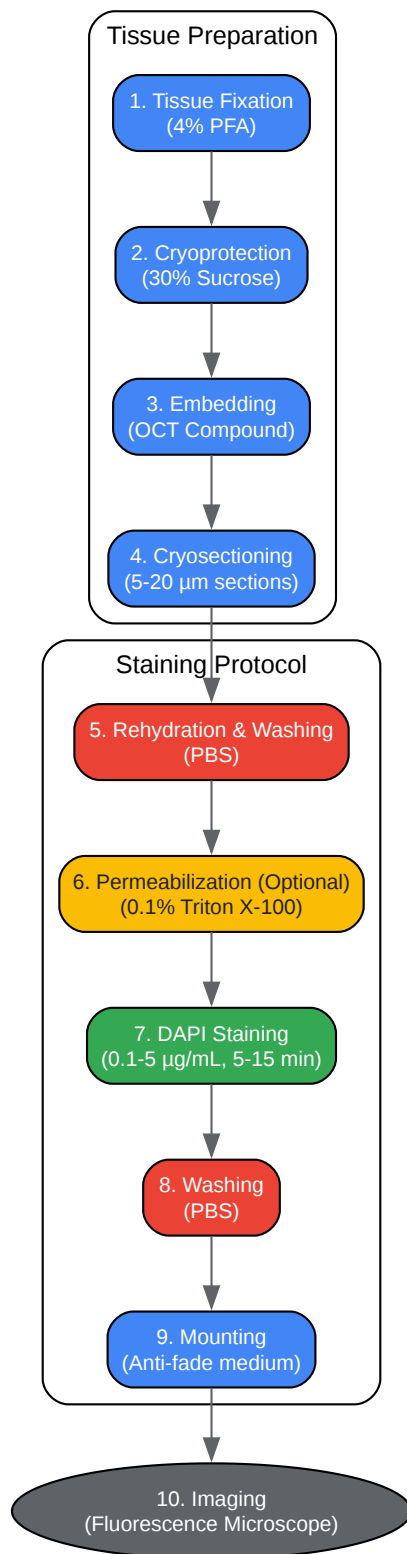 Tissue Preparation
1. Tissue Fixation
(4% PFA)
2. Cryoprotection
(30% Sucrose)
3. Embedding
(OCT Compound)
4. Cryosectioning
(5-20 µm sections)
Staining Protocol
5. Rehydration & Washing
(PBS)
6. Permeabilization (Optional)
(0.1% Triton X-100)
7. DAPI Staining
(0.1-5 µg/mL, 5-15 min)
8. Washing
(PBS)
9. Mounting
(Anti-fade medium)
10. Imaging
(Fluorescence Microscope)